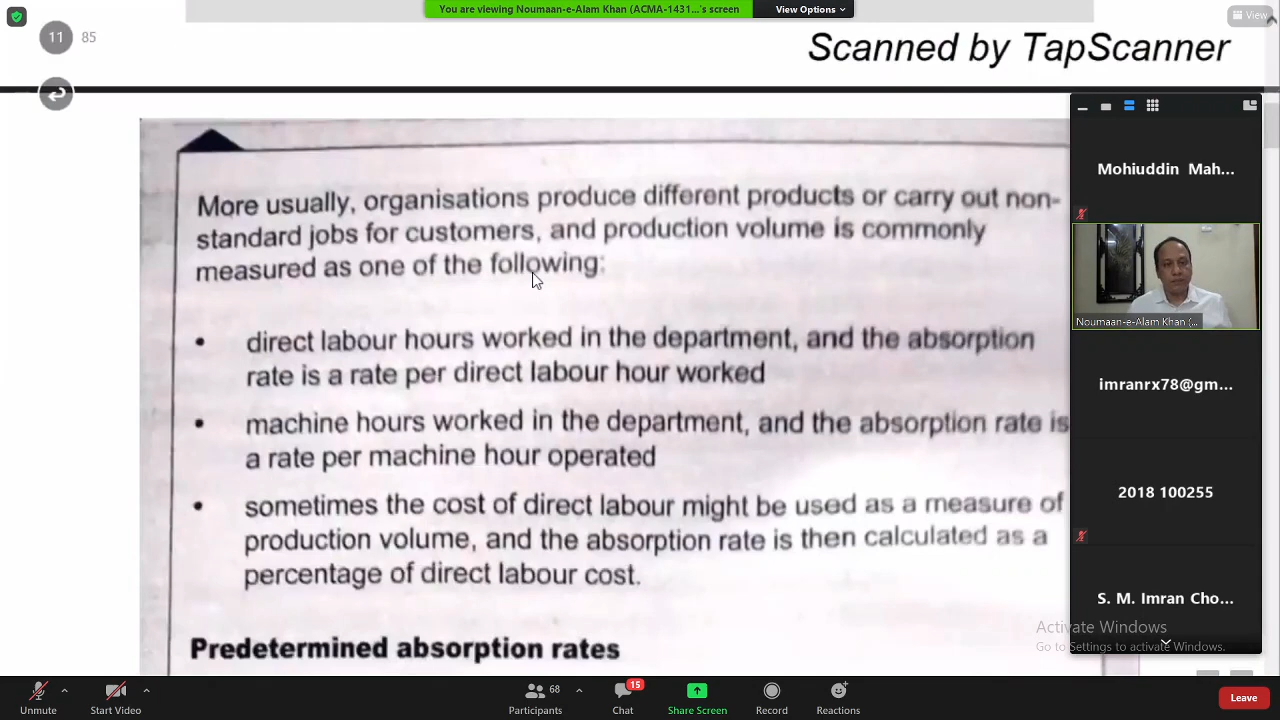 You are viewing Noumaan-e-Alam Khan (ACMA-1431...'s screen
View Options
View
11 85
Scanned by TapScanner
More usually, organisations produce different products or carry out non-
standard jobs for customers, and production volume is commonly
measured as one of the following:
• direct labour hours worked in the department, and the absorption
rate is a rate per direct labour hour worked
• machine hours worked in the department, and the absorption rate is
a rate per machine hour operated
• sometimes the cost of direct labour might be used as a measure of
production volume, and the absorption rate is then calculated as a
percentage of direct labour cost.
Predetermined absorption rates
Mohiuddin Mah...
Noumaan-e-Alam Khan (...
imranrx78@gm...
2018 100255
S. M. Imran Cho...
Activate Windows
Go to Settings to activate Windows.
Unmute
Start Video
68
Participants
15
Chat
Share Screen
Record
Reactions
Leave